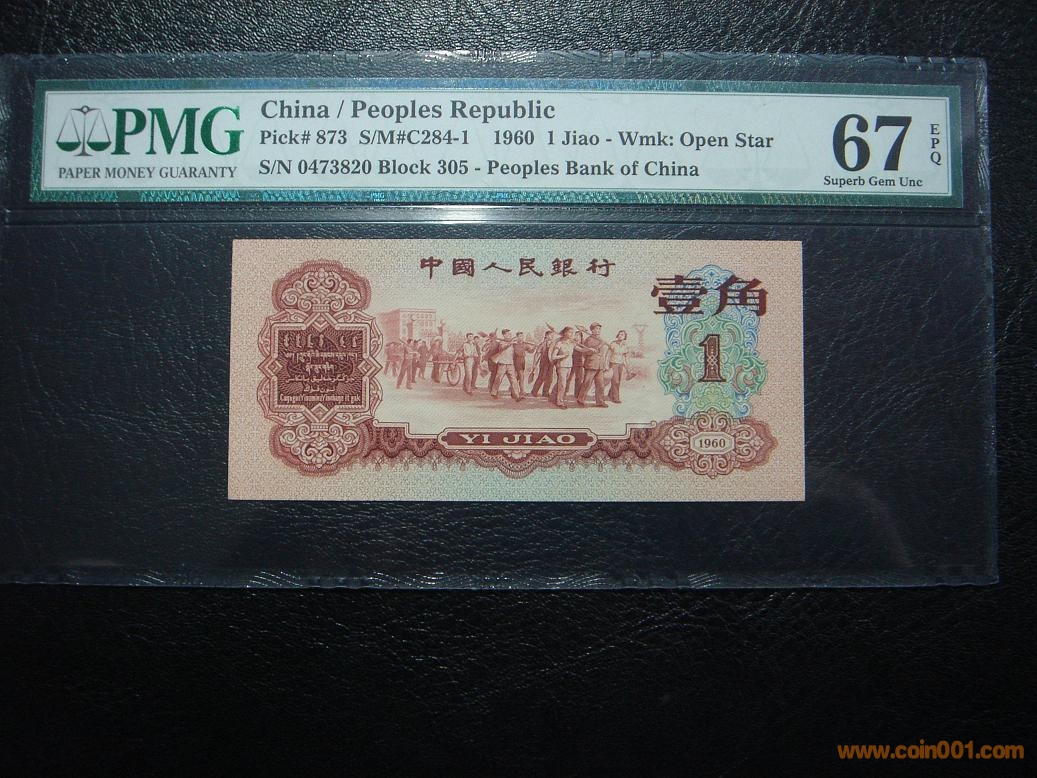 PMG
PAPER MONEY GUARANTY
China / Peoples Republic
Pick# 873 S/M#C284-1 1960 1 Jiao - Wmk: Open Star
S/N 0473820 Block 305 - Peoples Bank of China
67
EPQ
Superb Gem Unc
中國人民銀行
壹角
1
YI JIAO
1960
www.coin001.com